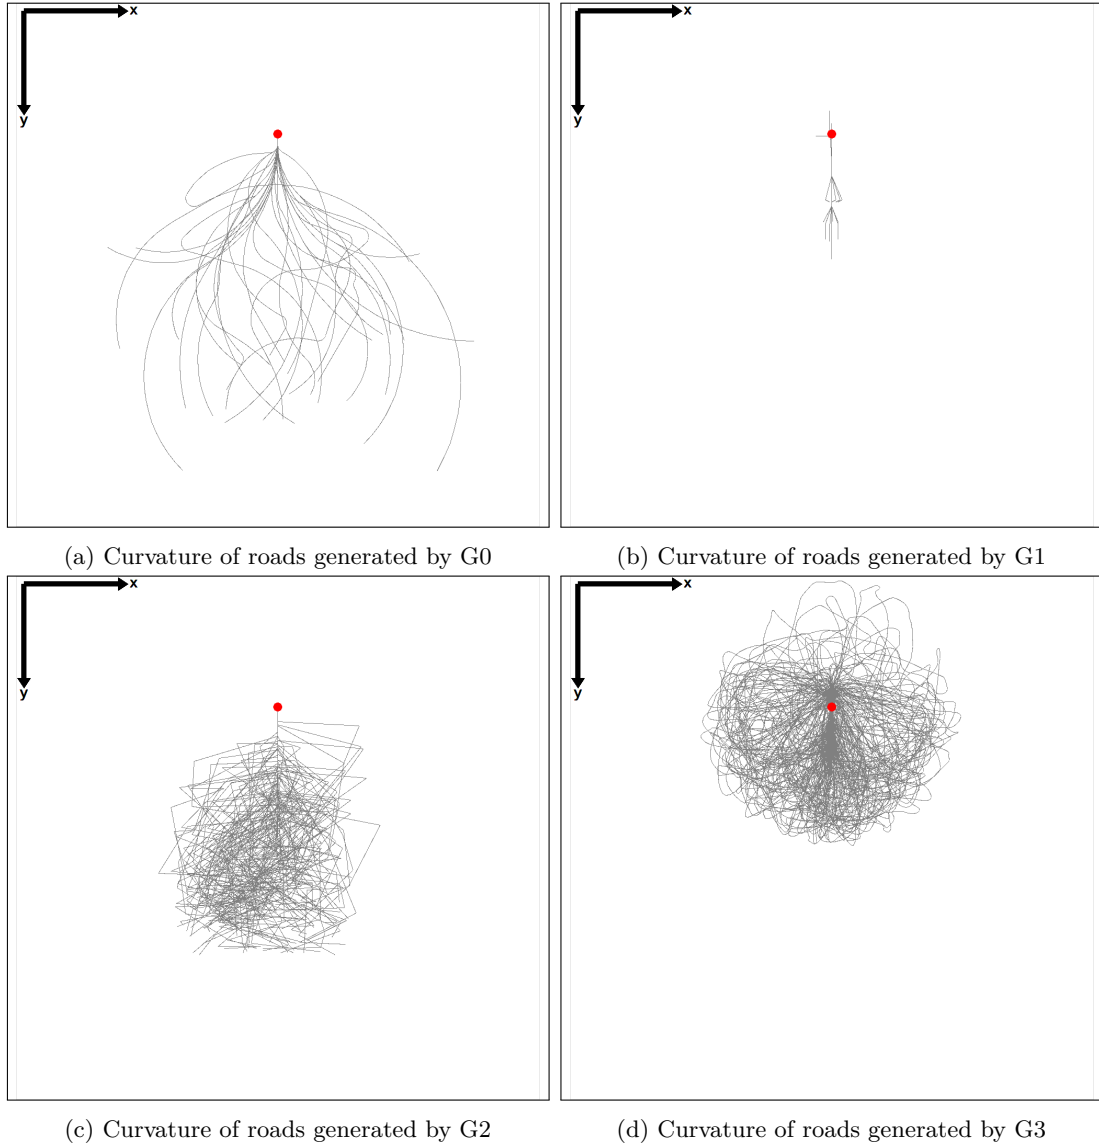 x
x
y
y
(a) Curvature of roads generated by G0
(b) Curvature of roads generated by G1
x
x
y
y
(c) Curvature of roads generated by G2
(d) Curvature of roads generated by G3